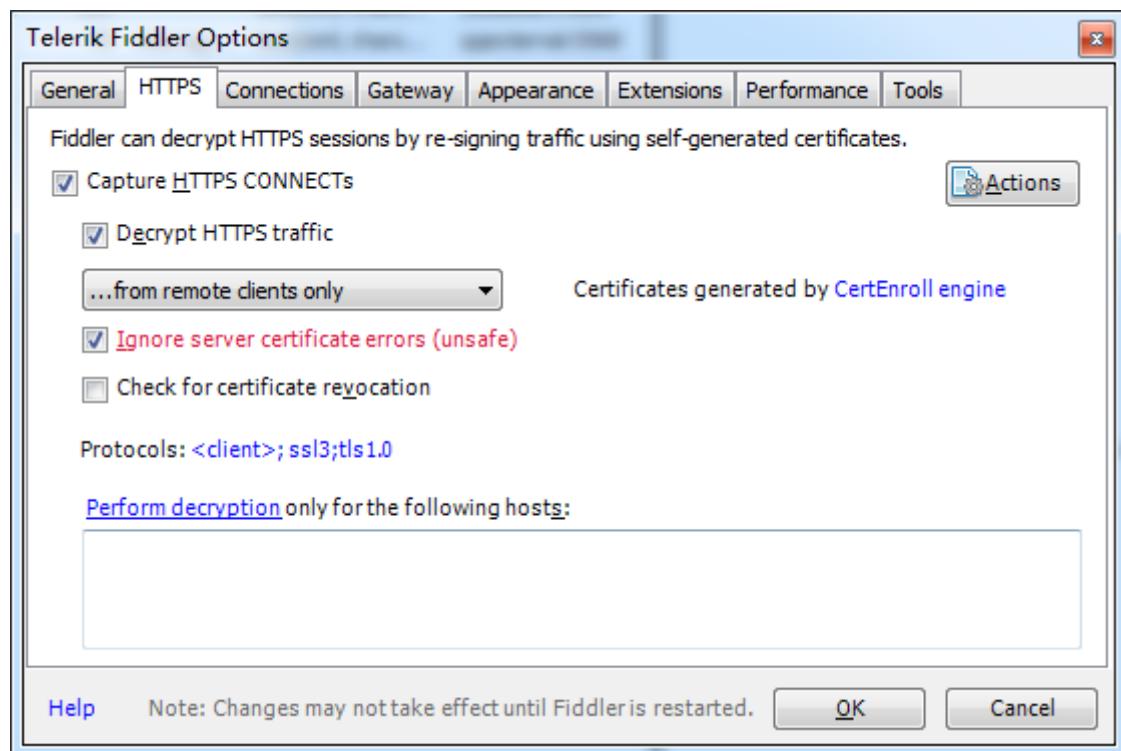 Telerik Fiddler Options
General HTTPS Connections Gateway Appearance Extensions Performance Tools
Fiddler can decrypt HTTPS sessions by re-signing traffic using self-generated certificates.
Capture HTTPS CONNECTs
Actions
Decrypt HTTPS traffic
...from remote clients only
Certificates generated by CertEnroll engine
Ignore server certificate errors (unsafe)
Check for certificate revocation
Protocols: <client>; ssl3;tls1.0
Perform decryption only for the following hosts:
Help Note: Changes may not take effect until Fiddler is restarted. OK Cancel